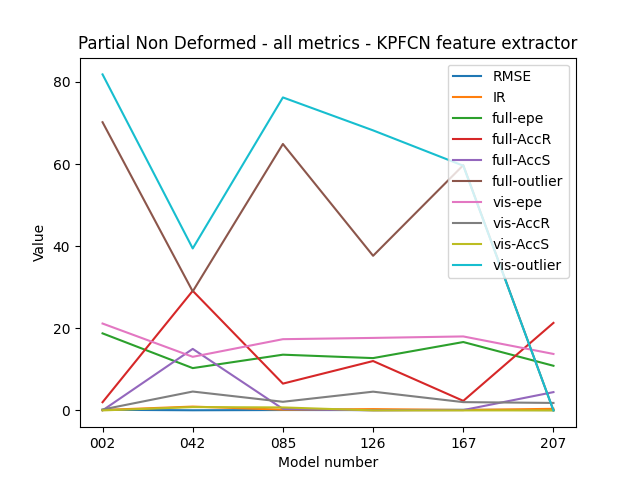 Partial Non Deformed - all metrics - KPFCN feature extractor
RMSE
IR
full-epe
full-AccR
full-AccS
full-outlier
vis-epe
vis-AccR
vis-AccS
vis-outlier
80
60
40
20
0
Value
002 042 085 126 167 207
Model number